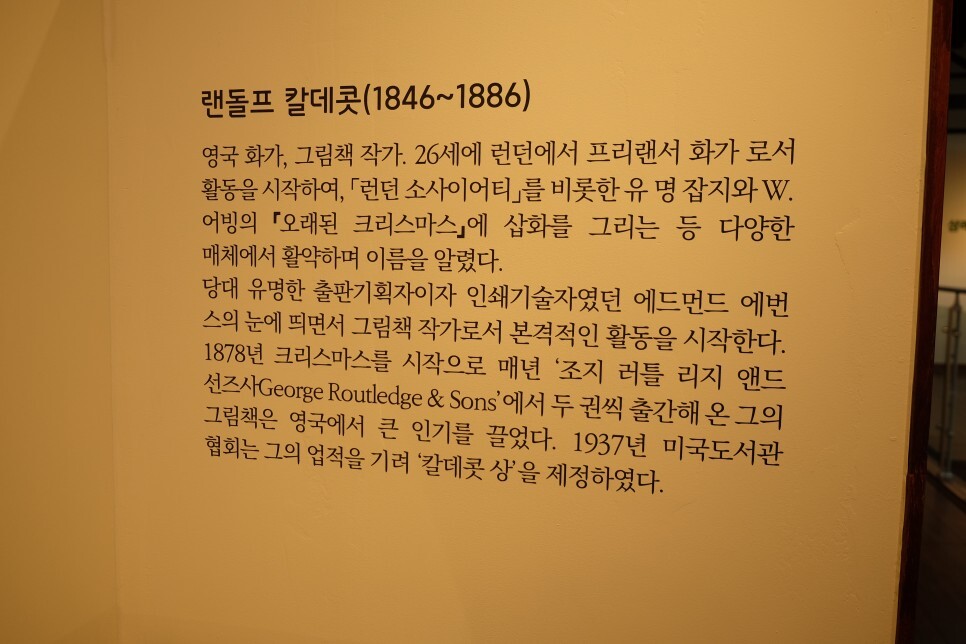 랜돌프 칼데콧(1846~1886)
영국 화가, 그림책 작가. 26세에 런던에서 프리랜서 화가 로서
활동을 시작하여, 「런던 소사이어티」를 비롯한 유 명 잡지와 W.
어빙의 『오래된 크리스마스』에 삽화를 그리는 등 다양한
매체에서 활약하며 이름을 알렸다.
당대 유명한 출판기획자이자 인쇄기술자였던 에드먼드 에번
스의 눈에 띄면서 그림책 작가로서 본격적인 활동을 시작한다.
1878년 크리스마스를 시작으로 매년 ‘조지 러틀 리지 앤드
선즈사George Routledge & Sons’에서 두 권씩 출간해 온 그의
그림책은 영국에서 큰 인기를 끌었다. 1937년 미국도서관
협회는 그의 업적을 기려 ‘칼데콧 상’을 제정하였다.